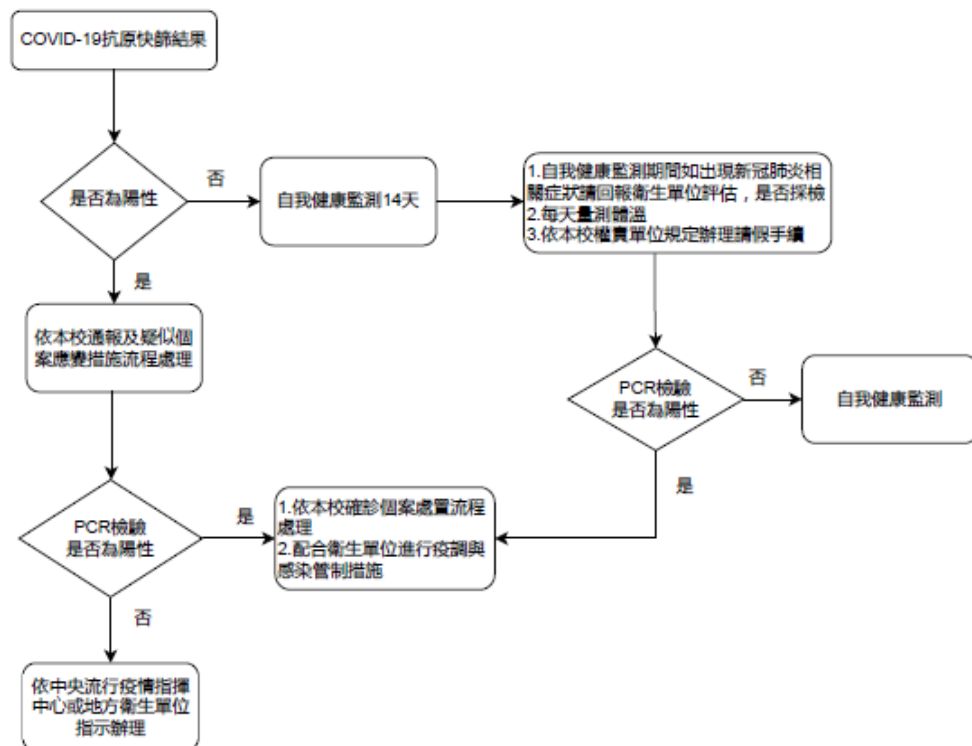 COVID-19抗原快篩結果
是否為陽性
否
自我健康監測14天
1.自我健康監測期間如出現新冠肺炎相
關症狀請回報衛生單位評估，是否採檢
2.每天量測體溫
3.依本校權責單位規定辦理請假手續
是
依本校通報及疑似個
案應變措施流程處理
PCR檢驗
是否為陽性
否
自我健康監測
是
PCR檢驗
是否為陽性
是
1.依本校確診個案處置流程
處理
2.配合衛生單位進行疫調與
感染管制措施
否
依中央流行疫情指揮
中心或地方衛生單位
指示辦理